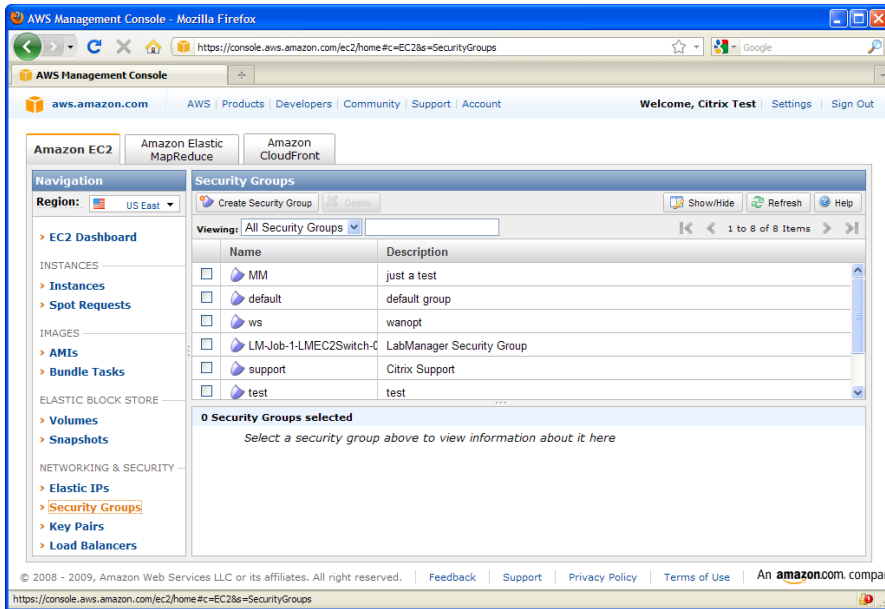 AWS Management Console - Mozilla Firefox
https://console.aws.amazon.com/ec2/home#c=EC2&s=SecurityGroups
Google
AWS Management Console
aws.amazon.com AWS | Products | Developers | Community | Support | Account Welcome, Citrix Test | Settings | Sign Out
Amazon EC2
Amazon Elastic MapReduce
Amazon CloudFront
Navigation
Region: US East
> EC2 Dashboard
INSTANCES
> Instances
> Spot Requests
IMAGES
> AMIs
> Bundle Tasks
ELASTIC BLOCK STORE
> Volumes
> Snapshots
NETWORKING & SECURITY
> Elastic IPs
> Security Groups
> Key Pairs
> Load Balancers
Security Groups
Create Security Group Delete Show/Hide Refresh Help
Viewing: All Security Groups 1 to 8 of 8 Items
Name Description
MM just a test
default default group
ws wanopt
LM-Job-1-LMEC2Switch-0 LabManager Security Group
support Citrix Support
test test
0 Security Groups selected
Select a security group above to view information about it here
© 2008 - 2009, Amazon Web Services LLC or its affiliates. All right reserved. | Feedback | Support | Privacy Policy | Terms of Use | An amazon.com. compa
https://console.aws.amazon.com/ec2/home#c=EC2&s=SecurityGroups